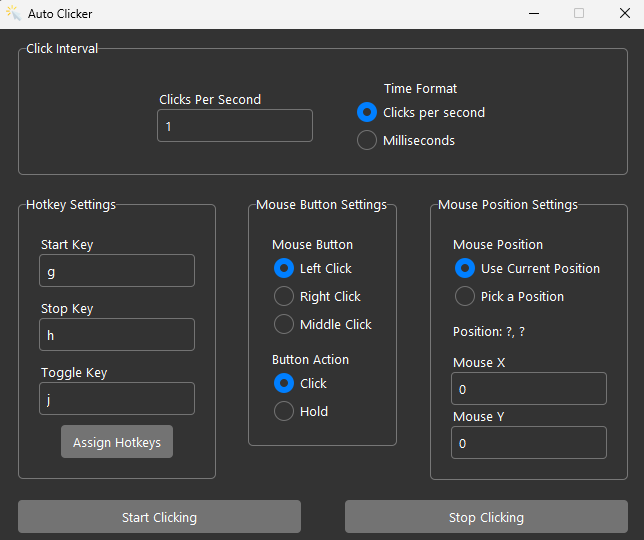 Auto Clicker
Click Interval
Clicks Per Second
1
Time Format
Clicks per second
Milliseconds
Hotkey Settings
Start Key
g
Stop Key
h
Toggle Key
j
Assign Hotkeys
Mouse Button Settings
Mouse Button
Left Click
Right Click
Middle Click
Button Action
Click
Hold
Mouse Position Settings
Mouse Position
Use Current Position
Pick a Position
Position: ?, ?
Mouse X
0
Mouse Y
0
Start Clicking
Stop Clicking